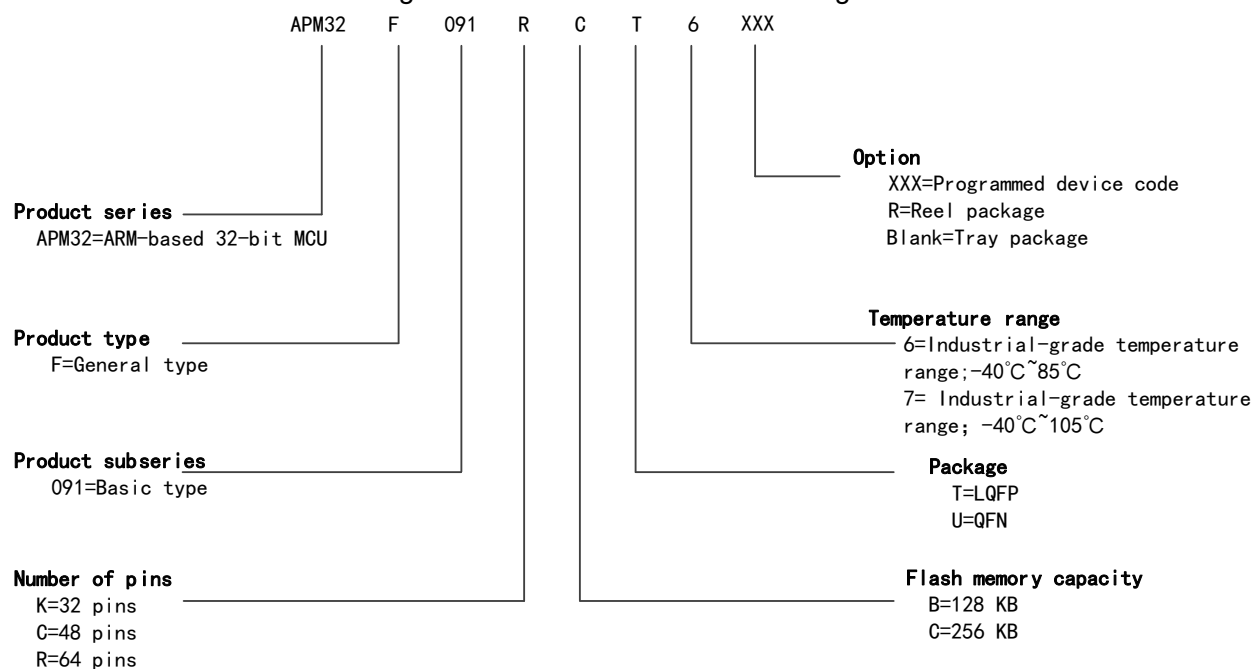 APM32 F 091 R C T 6 XXX
Option
XXX=Programmed device code
R=Reel package
Blank=Tray package
Product series
APM32=ARM-based 32-bit MCU
Temperature range
6=Industrial-grade temperature
range;-40℃~85℃
7= Industrial-grade temperature
range; -40℃~105℃
Product type
F=General type
Product subseries
091=Basic type
Package
T=LQFP
U=QFN
Number of pins
K=32 pins
C=48 pins
R=64 pins
Flash memory capacity
B=128 KB
C=256 KB